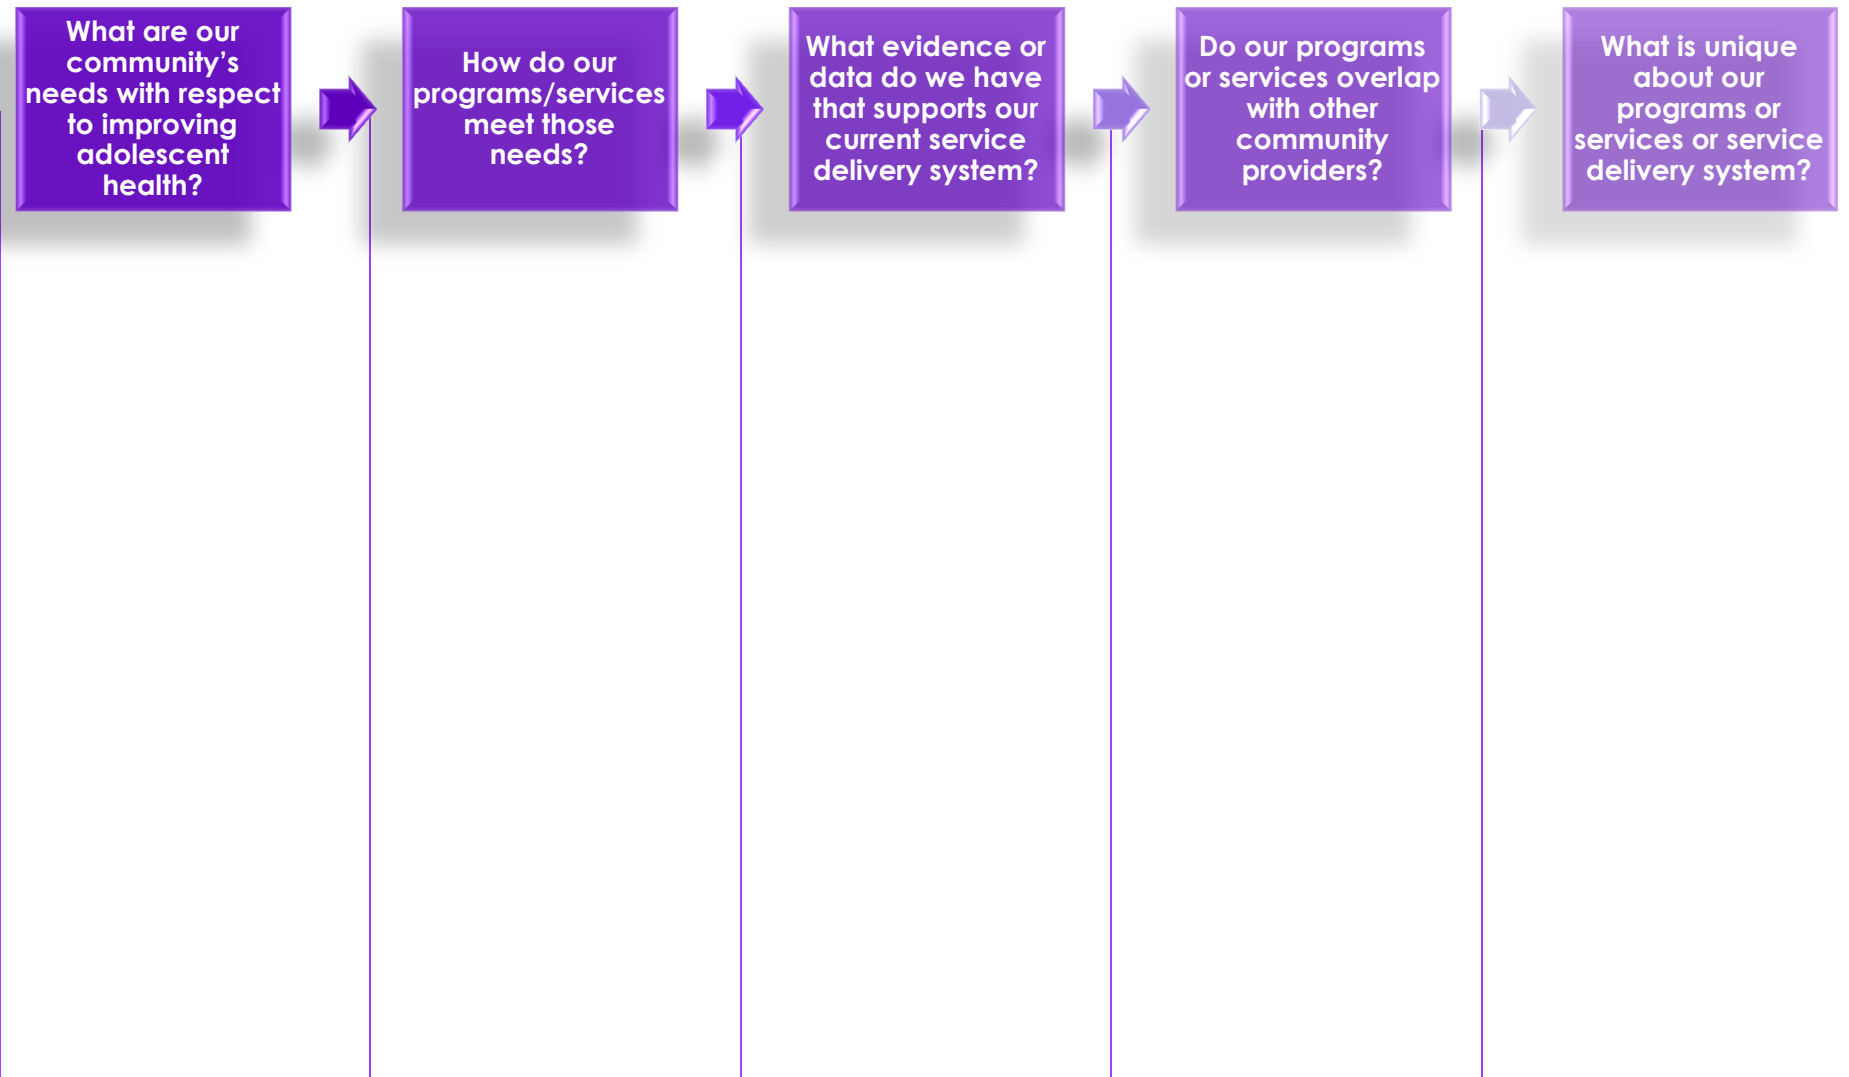 What are our
community’s
needs with respect
to improving
adolescent
health?
How do our
programs/services
meet those
needs?
What evidence or
data do we have
that supports our
current service
delivery system?
Do our programs
or services overlap
with other
community
providers?
What is unique
about our
programs or
services or service
delivery system?